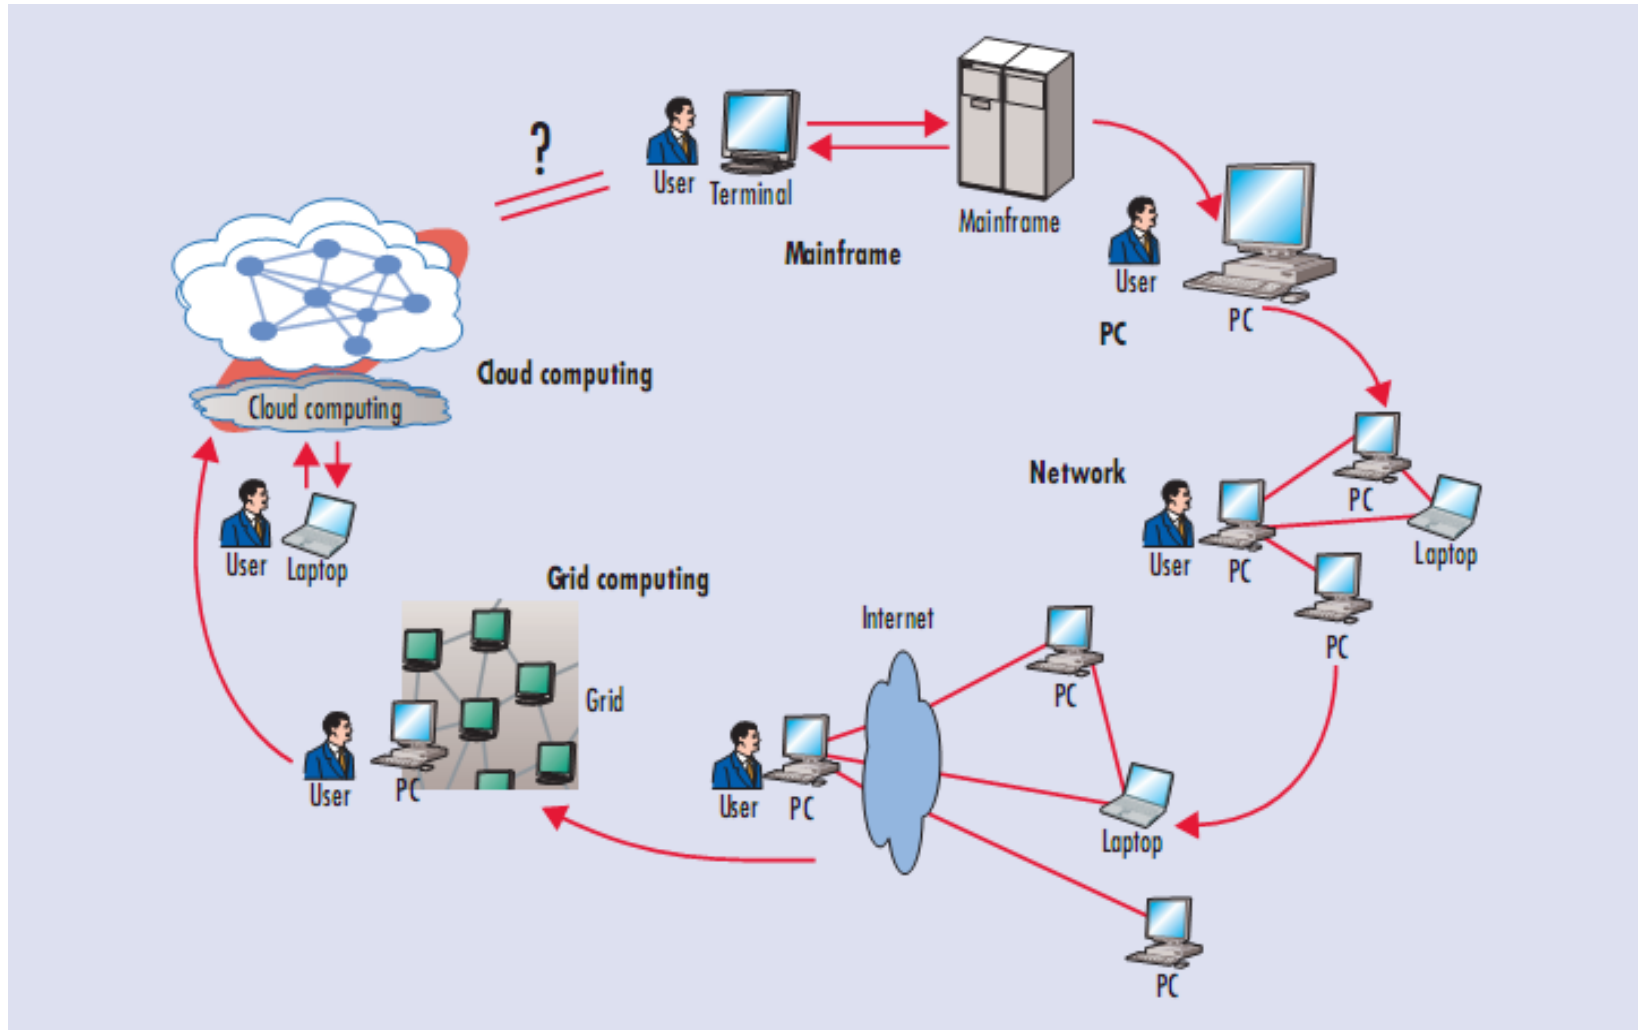 ?
User
Terminal
Mainframe
Mainframe
User
PC
PC
Cloud computing
Cloud computing
Network
PC
User
PC
Laptop
PC
User
Laptop
Grid computing
Grid
User
PC
Internet
PC
User
PC
Laptop
PC